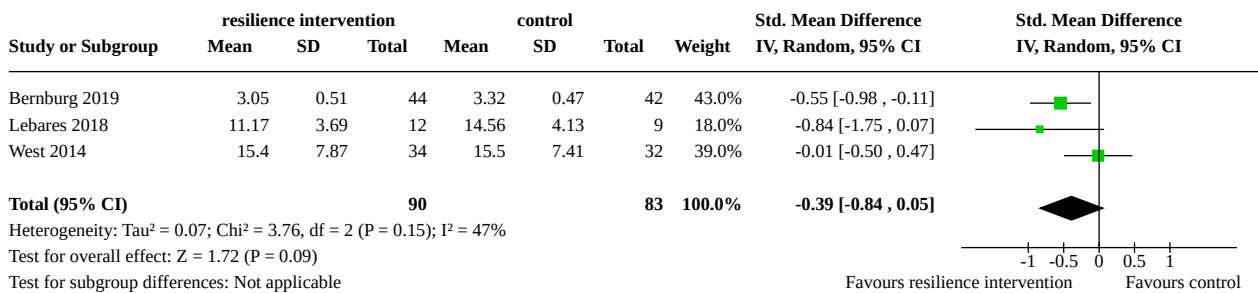 resilience intervention control Std. Mean Difference Std. Mean Difference
Study or Subgroup Mean SD Total Mean SD Total Weight IV, Random, 95% CI IV, Random, 95% CI
Bernburg 2019 3.05 0.51 44 3.32 0.47 42 43.0% -0.55 [-0.98 , -0.11]
Lebares 2018 11.17 3.69 12 14.56 4.13 9 18.0% -0.84 [-1.75 , 0.07]
West 2014 15.4 7.87 34 15.5 7.41 32 39.0% -0.01 [-0.50 , 0.47]
Total (95% CI) 90 83 100.0% -0.39 [-0.84 , 0.05]
Heterogeneity: Tau² = 0.07; Chi² = 3.76, df = 2 (P = 0.15); I² = 47%
Test for overall effect: Z = 1.72 (P = 0.09) -1 -0.5 0 0.5 1
Test for subgroup differences: Not applicable Favours resilience intervention Favours control